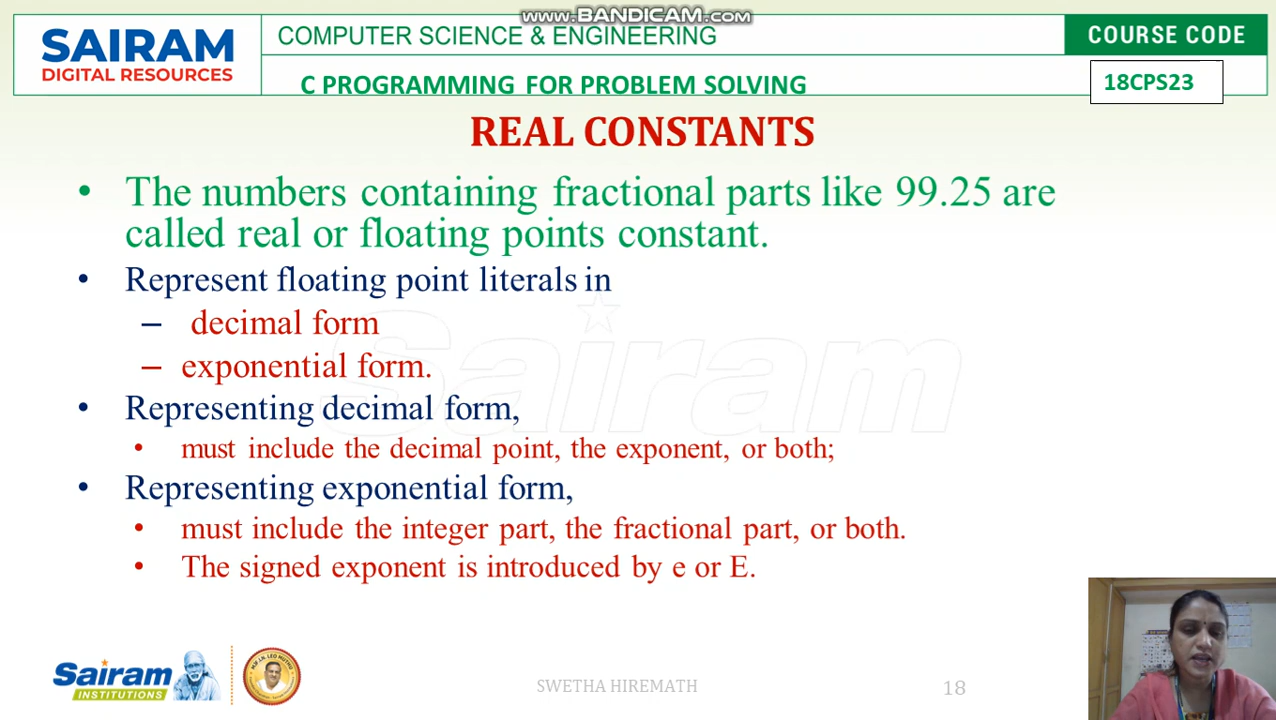 www.BANDICAM.com
SAIRAM
DIGITAL RESOURCES
COMPUTER SCIENCE & ENGINEERING
COURSE CODE
C PROGRAMMING FOR PROBLEM SOLVING
18CPS23
REAL CONSTANTS
• The numbers containing fractional parts like 99.25 are
called real or floating points constant.
• Represent floating point literals in
– decimal form
– exponential form.
• Representing decimal form,
• must include the decimal point, the exponent, or both;
• Representing exponential form,
• must include the integer part, the fractional part, or both.
• The signed exponent is introduced by e or E.
Sairam
Sairam
INSTITUTIONS
SWETHA HIREMATH
18